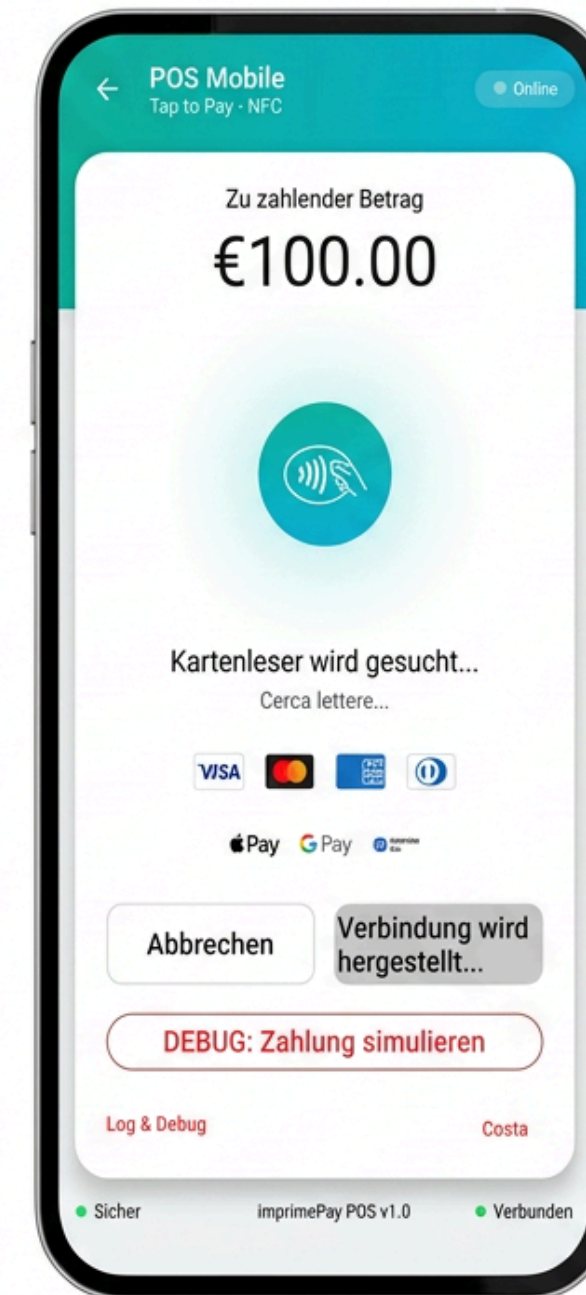 POS Mobile
Tap to Pay - NFC
Online
Zu zahlender Betrag
€100.00
Kartenleser wird gesucht...
Cerca lettere...
VISA
Pay G Pay
Abbrechen
Verbindung wird
hergestellt...
DEBUG: Zahlung simulieren
Log & Debug
Costa
Sicher
imprimePay POS v1.0
Verbunden